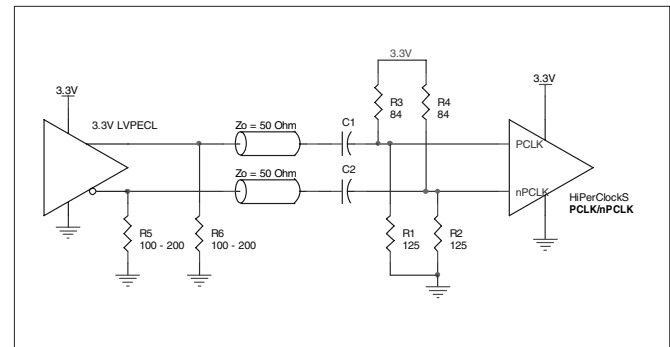 3.3V
3.3V
3.3V
3.3V LVPECL
Zo = 50 Ohm
C1
R3
84
R4
84
PCLK
Zo = 50 Ohm
C2
nPCLK
HiPerClockS
PCLK/nPCLK
R5
100 - 200
R6
100 - 200
R1
125
R2
125